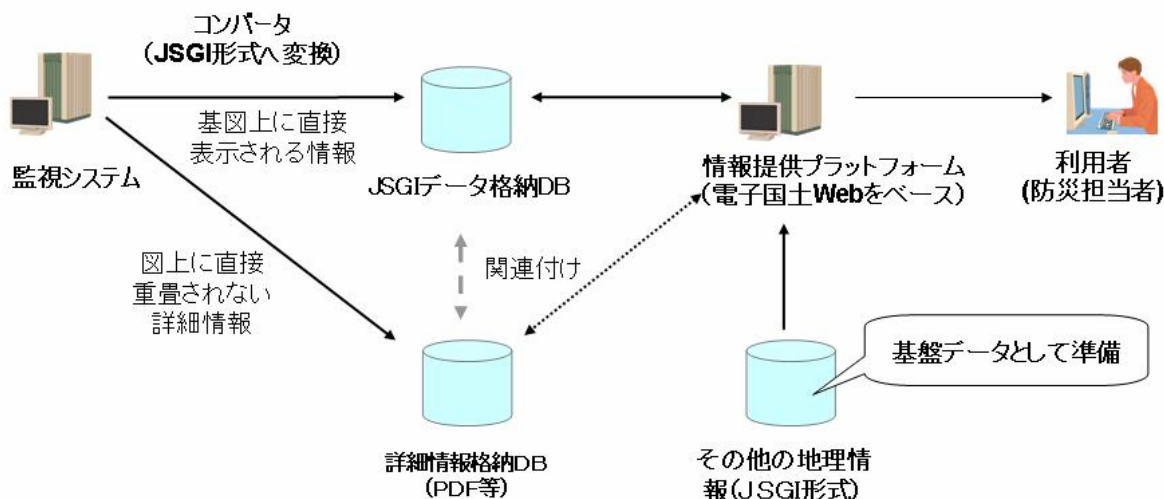 コンバータ
(JSGI形式へ変換)
基図上に直接
表示される情報
監視システム
JSGIデータ格納DB
情報提供プラットフォーム
(電子国土Webをベース)
利用者
(防災担当者)
図上に直接
重畳されない
詳細情報
関連付け
基盤データとして準備
詳細情報格納DB
(PDF等)
その他の地理情
報(JSGI形式)